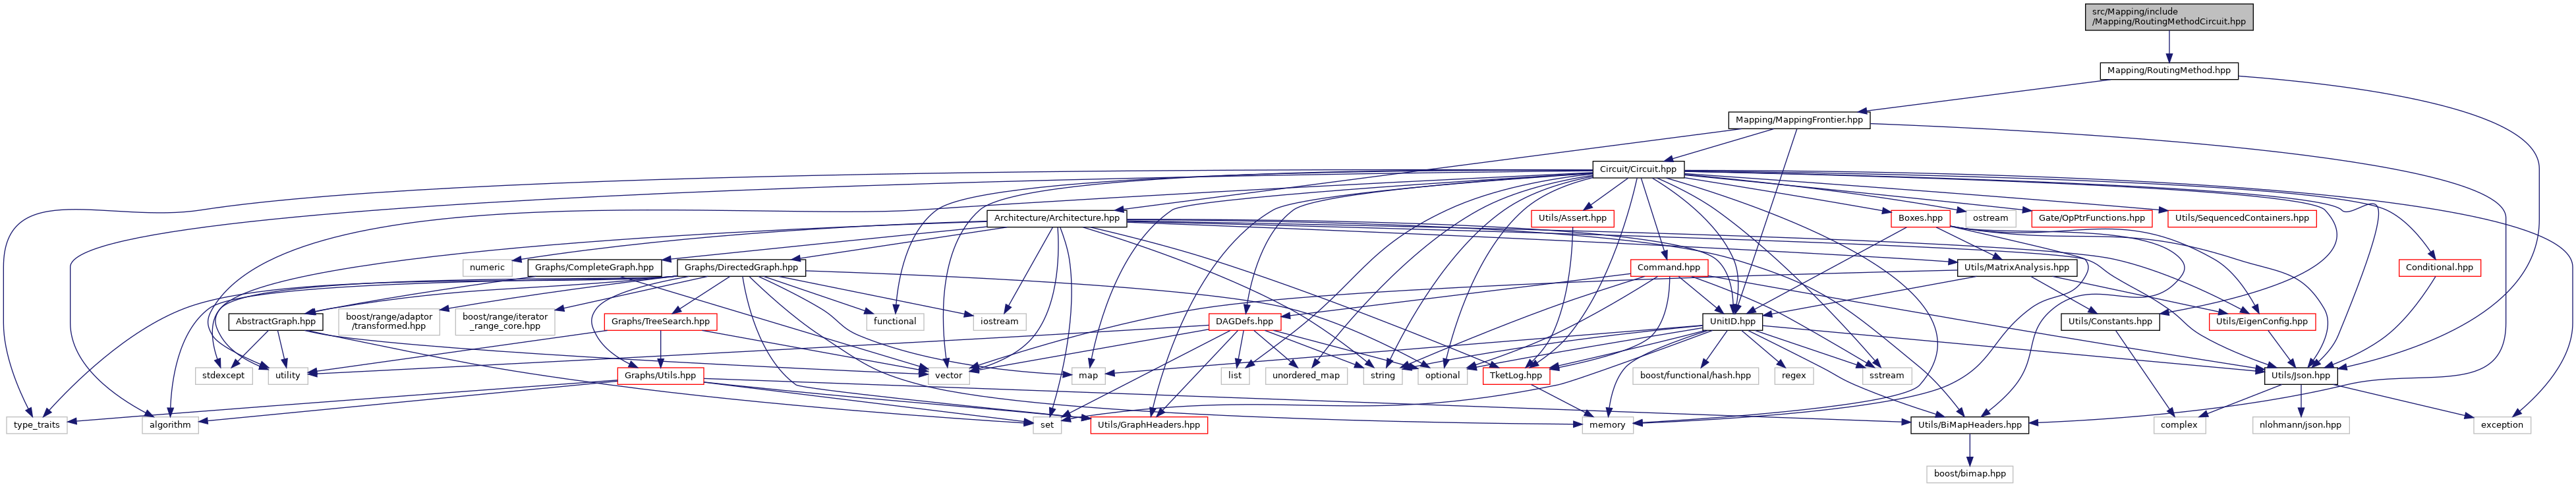 src/Mapping/include
/Mapping/RoutingMethodCircuit.hpp
Mapping/RoutingMethod.hpp
Mapping/MappingFrontier.hpp
Circuit/Circuit.hpp
Architecture/Architecture.hpp
Utils/Assert.hpp
Boxes.hpp
ostream
Gate/OpPtrFunctions.hpp
Utils/SequencedContainers.hpp
numeric
Graphs/CompleteGraph.hpp
Graphs/DirectedGraph.hpp
Command.hpp
Utils/MatrixAnalysis.hpp
Conditional.hpp
AbstractGraph.hpp
boost/range/adaptor
/transformed.hpp
boost/range/iterator
_range_core.hpp
Graphs/TreeSearch.hpp
functional
iostream
DAGDefs.hpp
UnitID.hpp
Utils/Constants.hpp
Utils/EigenConfig.hpp
stdexcept
utility
Graphs/Utils.hpp
vector
map
list
unordered_map
string
optional
TketLog.hpp
boost/functional/hash.hpp
regex
sstream
Utils/Json.hpp
type_traits
algorithm
set
Utils/GraphHeaders.hpp
memory
Utils/BiMapHeaders.hpp
complex
nlohmann/json.hpp
exception
boost/bimap.hpp